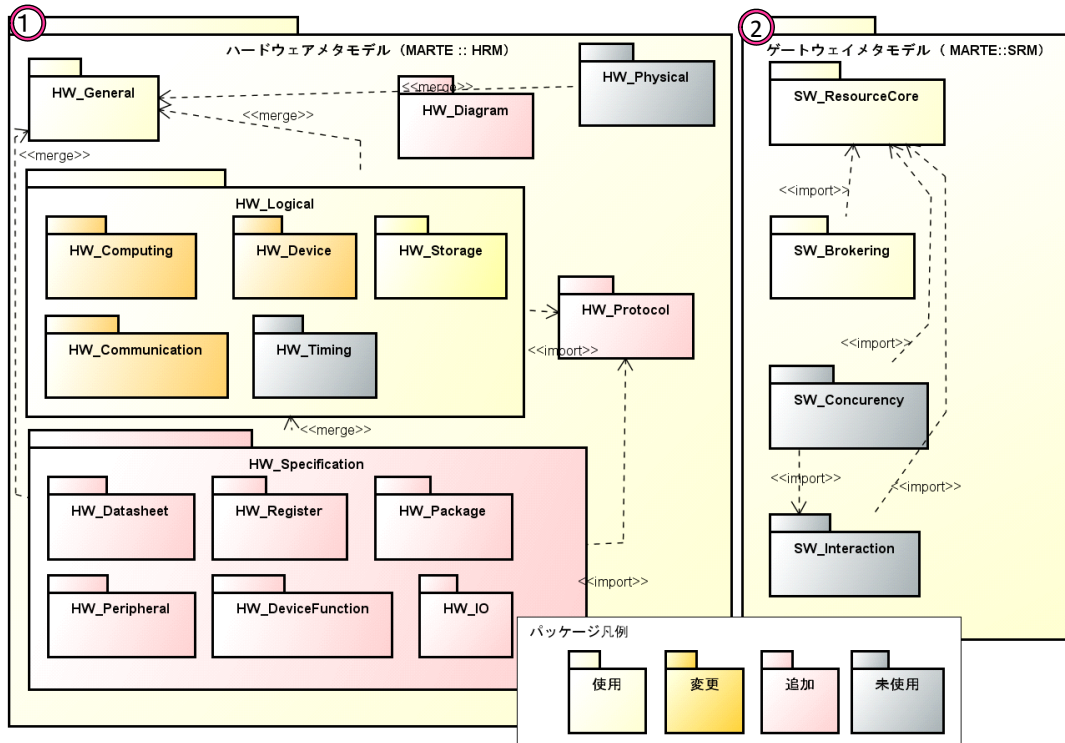 1
ハードウェアメタモデル（MARTE :: HRM）
HW_General
HW_Diagram
HW_Physical
<<merge>>
<<merge>>
<<merge>>
HW_Logical
HW_Computing
HW_Device
HW_Storage
HW_Communication
HW_Timing
HW_Protocol
<<import>>
<<merge>>
HW_Specification
HW_Datasheet
HW_Register
HW_Package
HW_Peripheral
HW_DeviceFunction
HW_IO
<<import>>
2
ゲートウェイメタモデル（ MARTE::SRM）
SW_ResourceCore
<<import>>
SW_Brokering
<<import>>
SW_Concurency
<<import>>
<<import>>
SW_Interaction
パッケージ凡例
使用
変更
追加
未使用